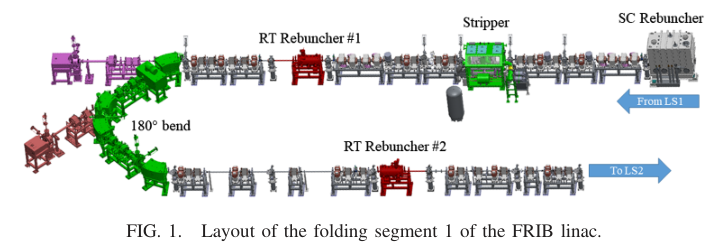 SC Rebuncher
Stripper
RT Rebuncher #1
From LS1
180° bend
RT Rebuncher #2
To LS2
FIG. 1. Layout of the folding segment 1 of the FRIB linac.